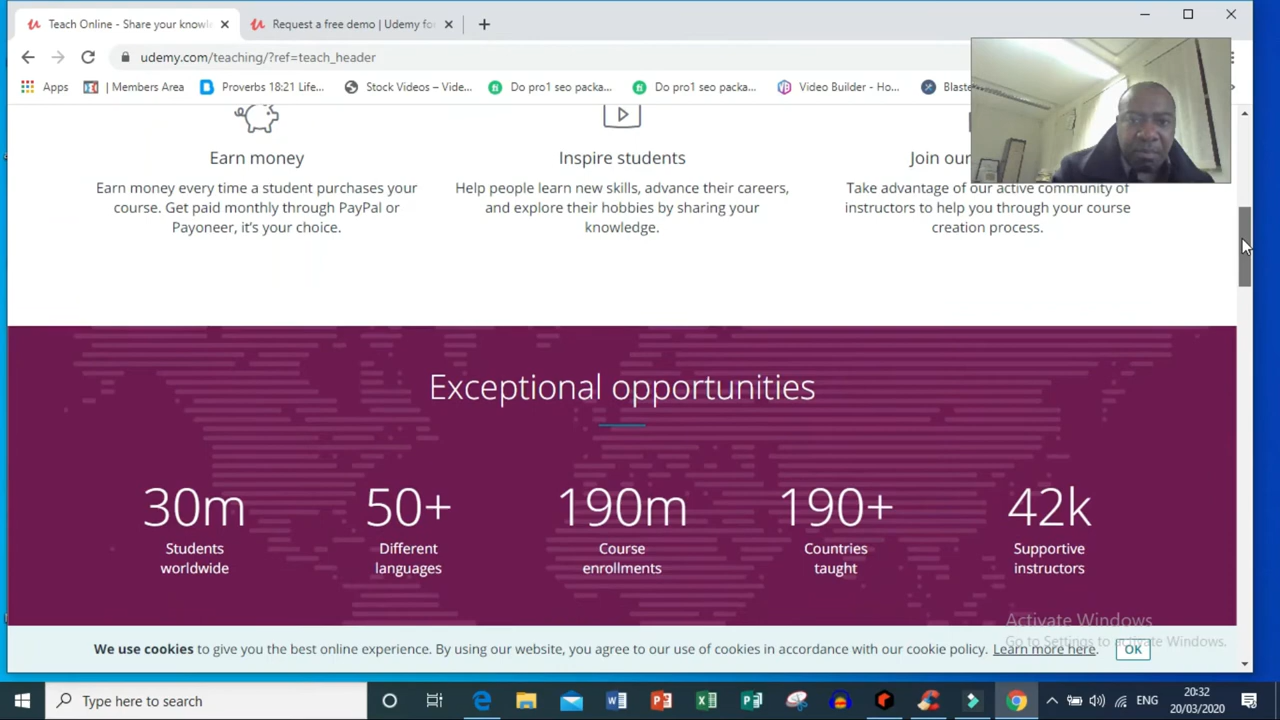 Teach Online - Share your knowle
Request a free demo | Udemy for
udemy.com/teaching/?ref=teach_header
Apps
| Members Area
Proverbs 18:21 Life...
Stock Videos – Vide...
Do pro1 seo packa...
Do pro1 seo packa...
Video Builder - Ho...
Blaste
Earn money
Inspire students
Join our
Earn money every time a student purchases your
course. Get paid monthly through PayPal or
Payoneer, it's your choice.
Help people learn new skills, advance their careers,
and explore their hobbies by sharing your
knowledge.
Take advantage of our active community of
instructors to help you through your course
creation process.
Exceptional opportunities
30m
Students
worldwide
50+
Different
languages
190m
Course
enrollments
190+
Countries
taught
42k
Supportive
instructors
Activate Windows
Go to Settings to activate Windows.
We use cookies to give you the best online experience. By using our website, you agree to our use of cookies in accordance with our cookie policy. Learn more here.
OK
Type here to search
ENG
20:32
20/03/2020